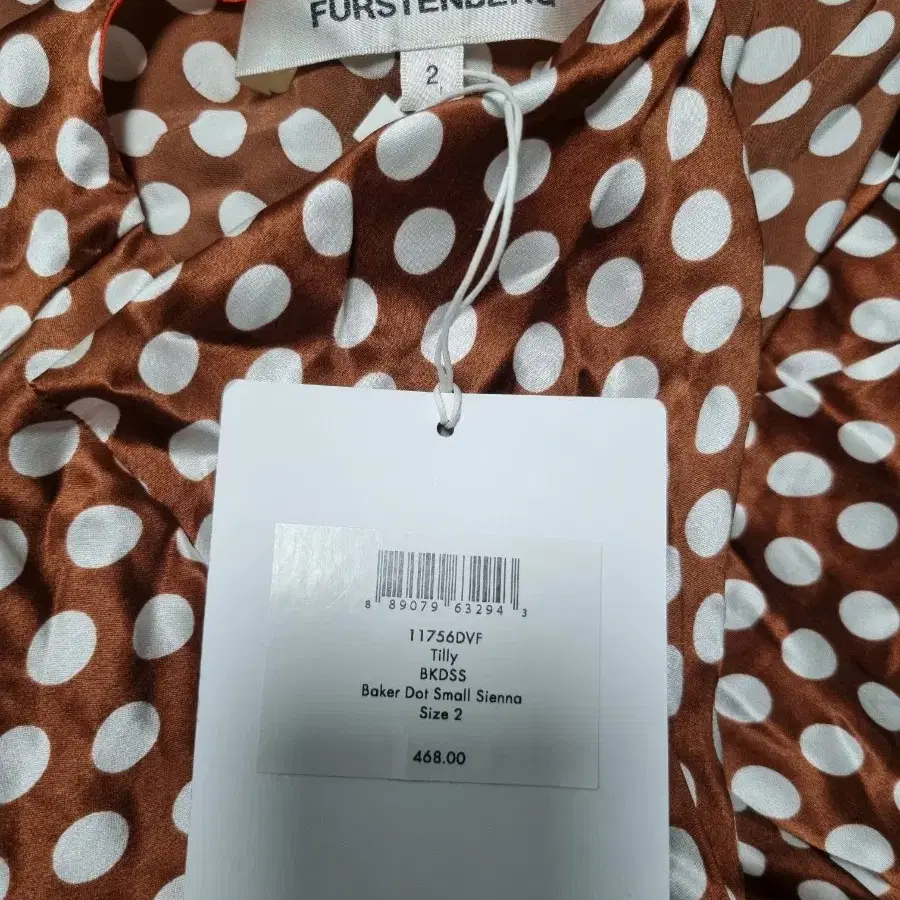 FURSTENBERG
2
8 89079 63294 3
11756DVF
Tilly
BKDSS
Baker Dot Small Sienna
Size 2
468.00